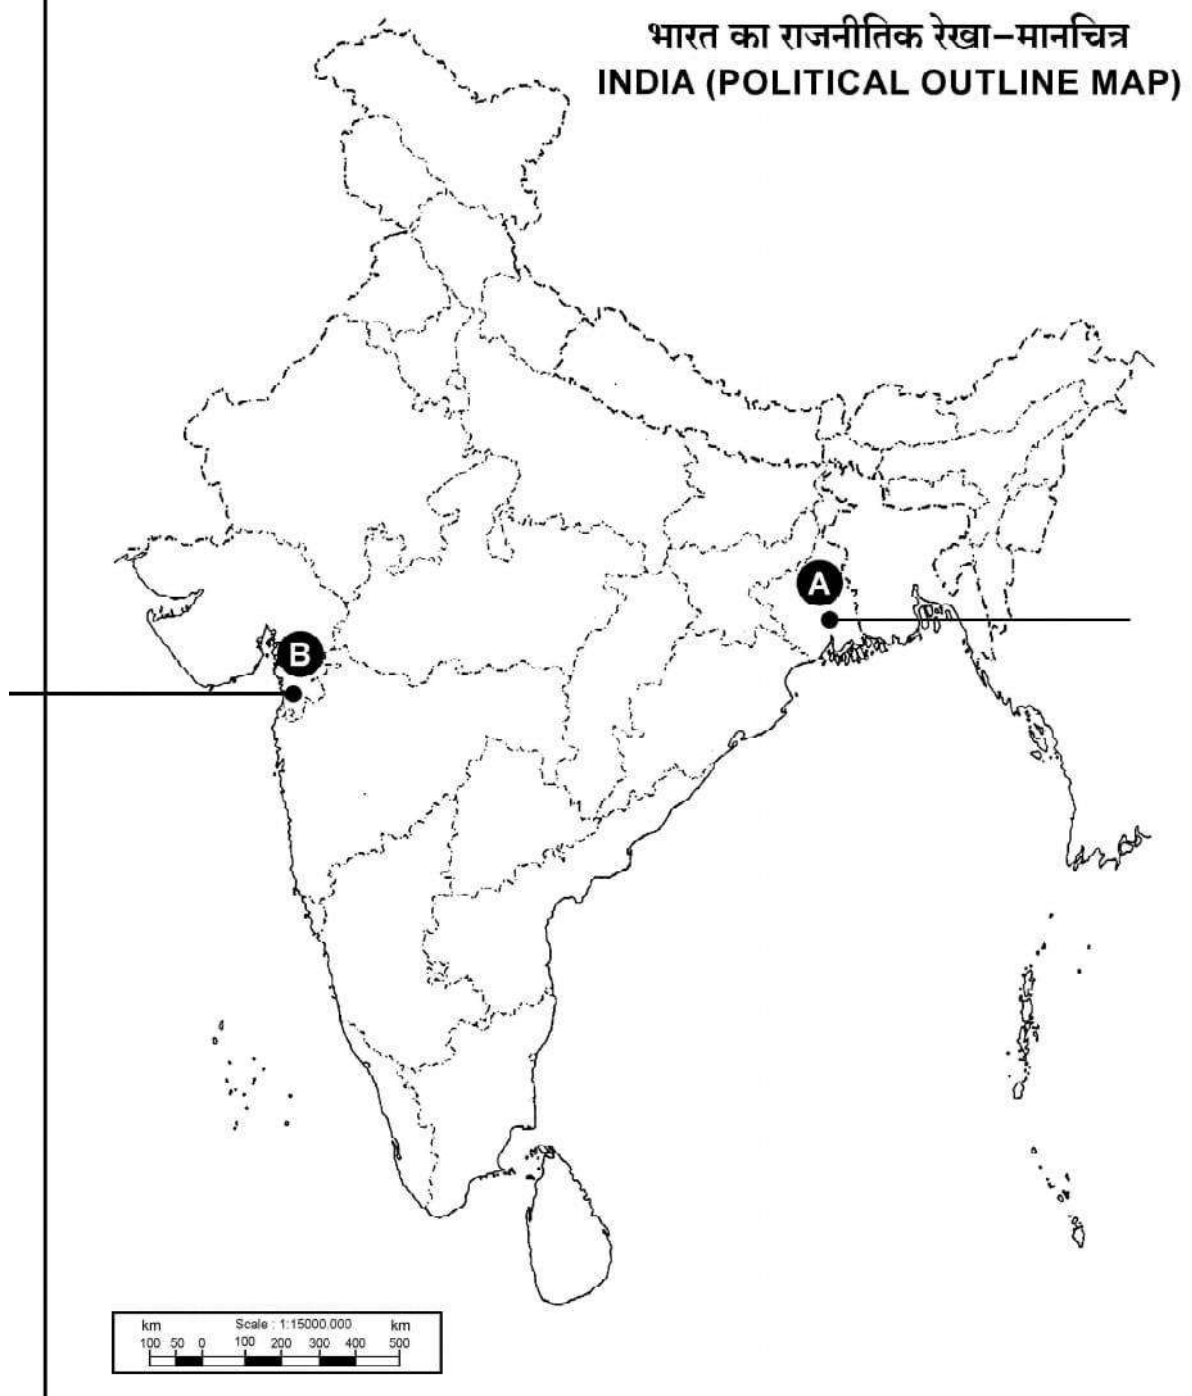 भारत का राजनीतिक रेखा–मानचित्र
INDIA (POLITICAL OUTLINE MAP)
A
B
km Scale : 1:15000.000 km
100 50 0 100 200 300 400 500